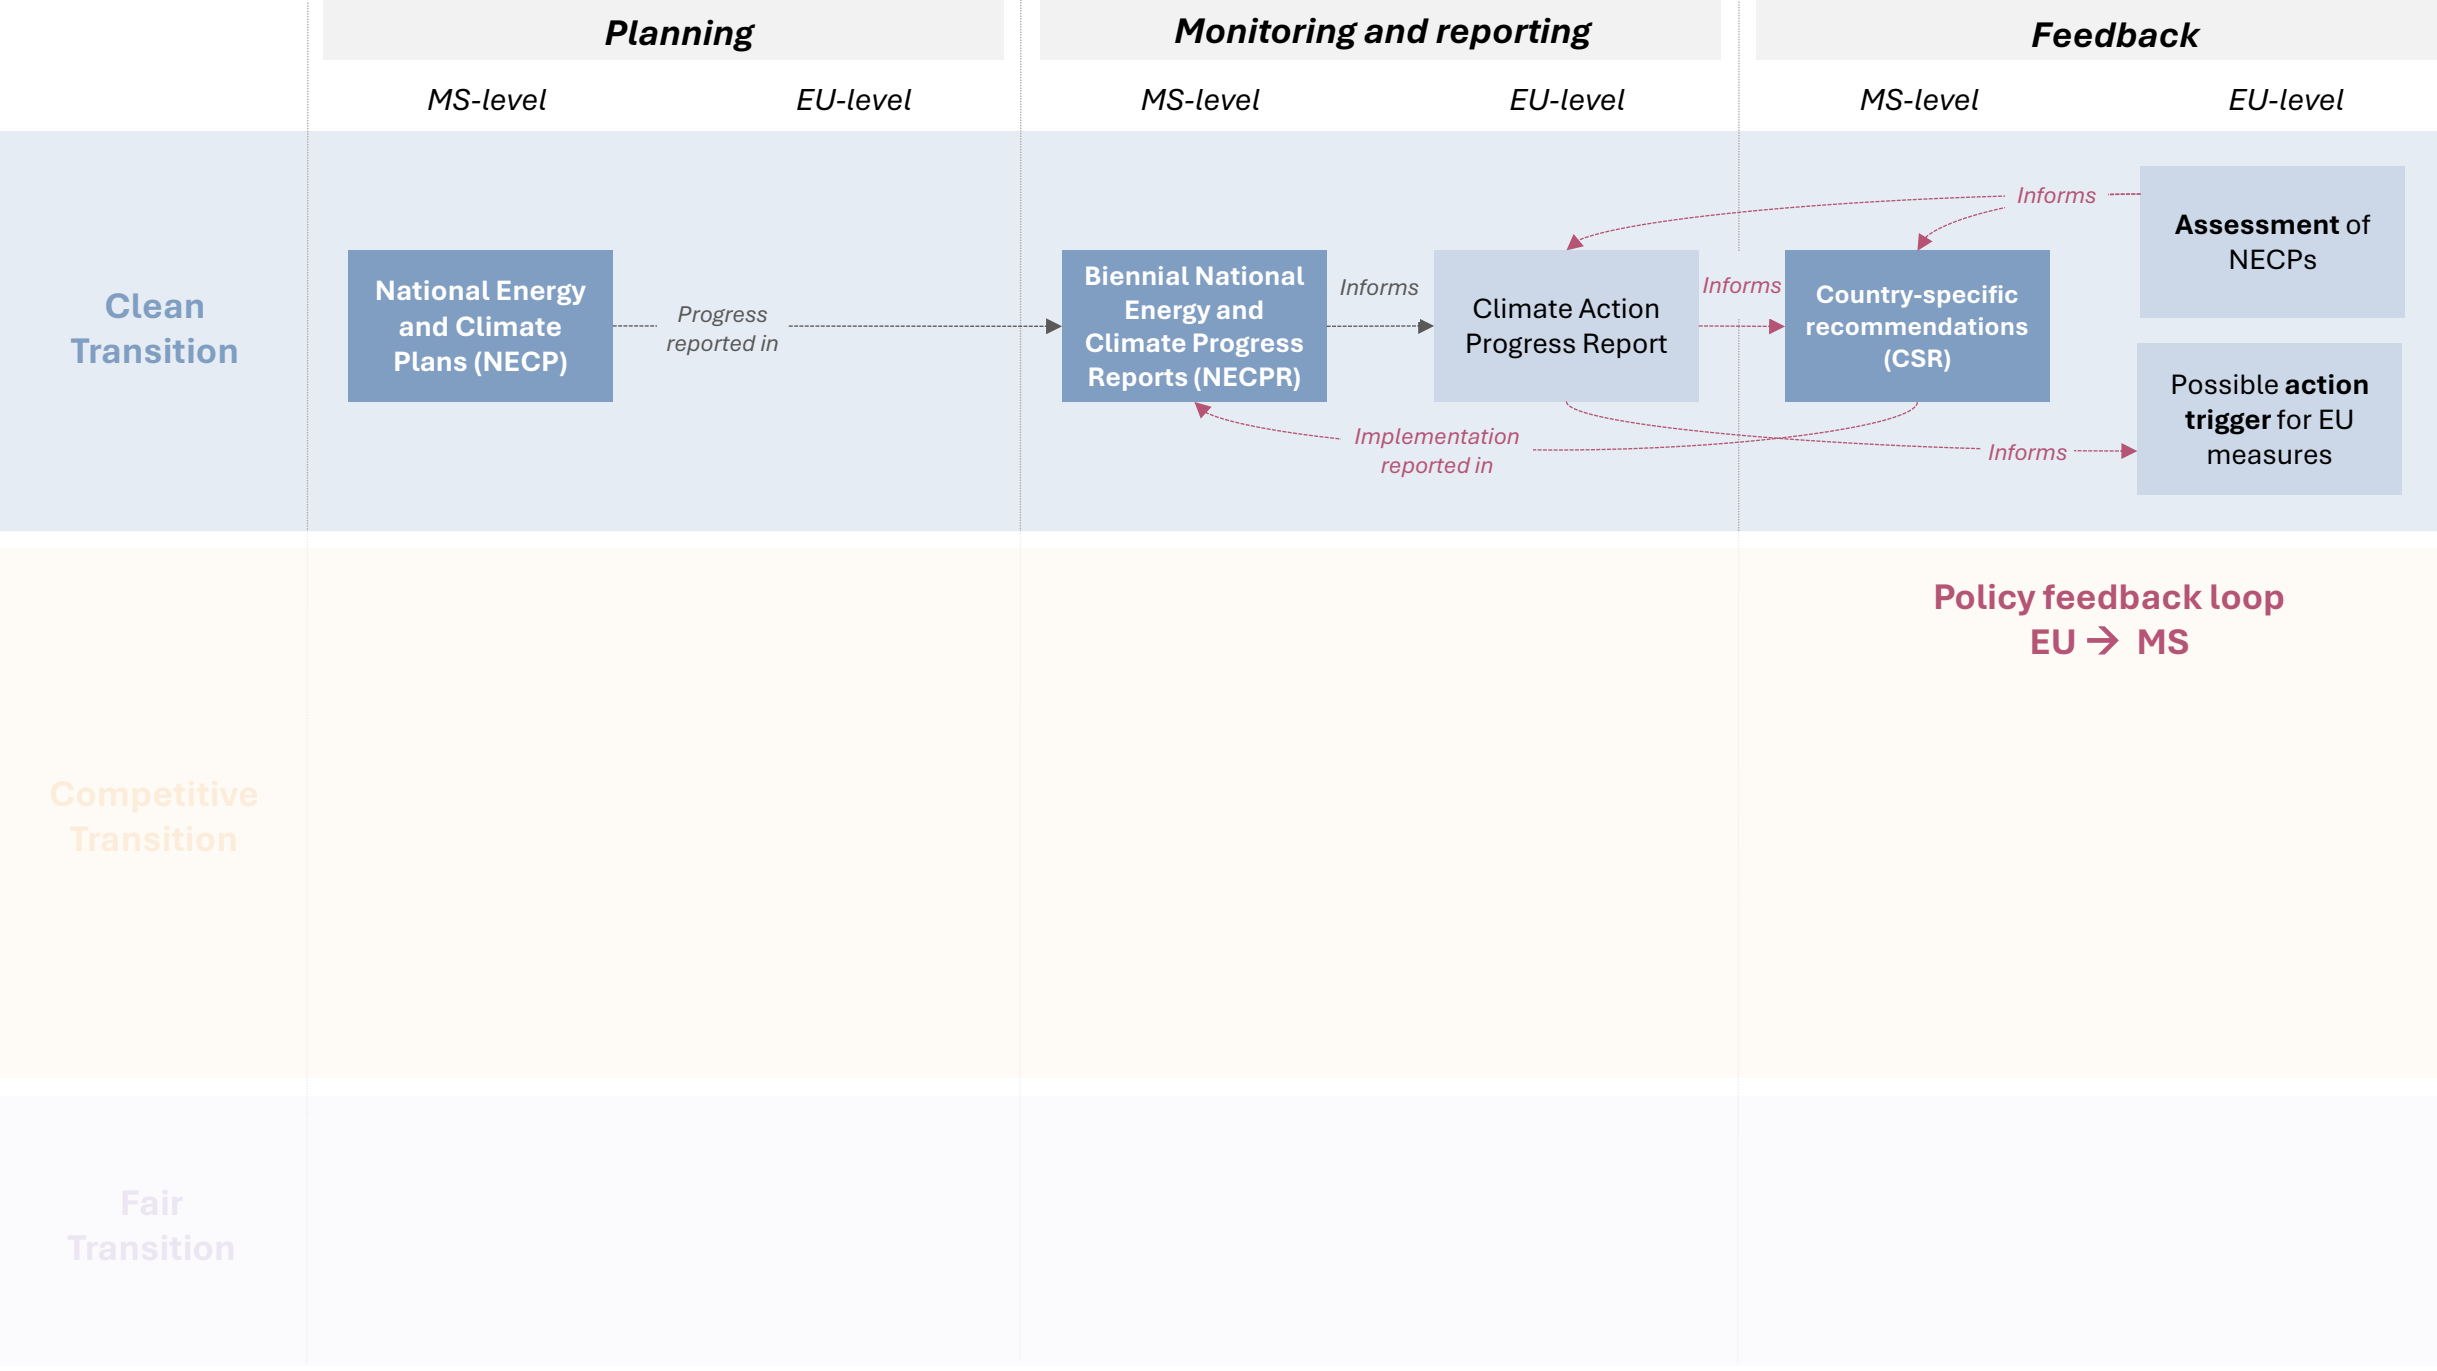 Planning
Monitoring and reporting
Feedback
MS-level
EU-level
MS-level
EU-level
MS-level
EU-level
Clean
Transition
National Energy
and Climate
Plans (NECP)
Progress
reported in
Biennial National
Energy and
Climate Progress
Reports (NECPR)
Informs
Climate Action
Progress Report
Informs
Country-specific
recommendations
(CSR)
Informs
Assessment of
NECPs
Possible action
trigger for EU
measures
Implementation
reported in
Informs
Policy feedback loop
EU → MS
Competitive
Transition
Fair
Transition